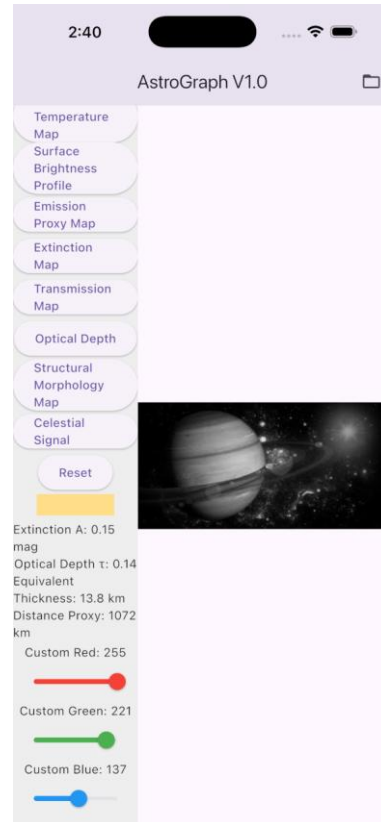 2:40
AstroGraph V1.0
Temperature
Map
Surface
Brightness
Profile
Emission
Proxy Map
Extinction
Map
Transmission
Map
Optical Depth
Structural
Morphology
Map
Celestial
Signal
Reset
Extinction A: 0.15
mag
Optical Depth τ: 0.14
Equivalent
Thickness: 13.8 km
Distance Proxy: 1072
km
Custom Red: 255
Custom Green: 221
Custom Blue: 137